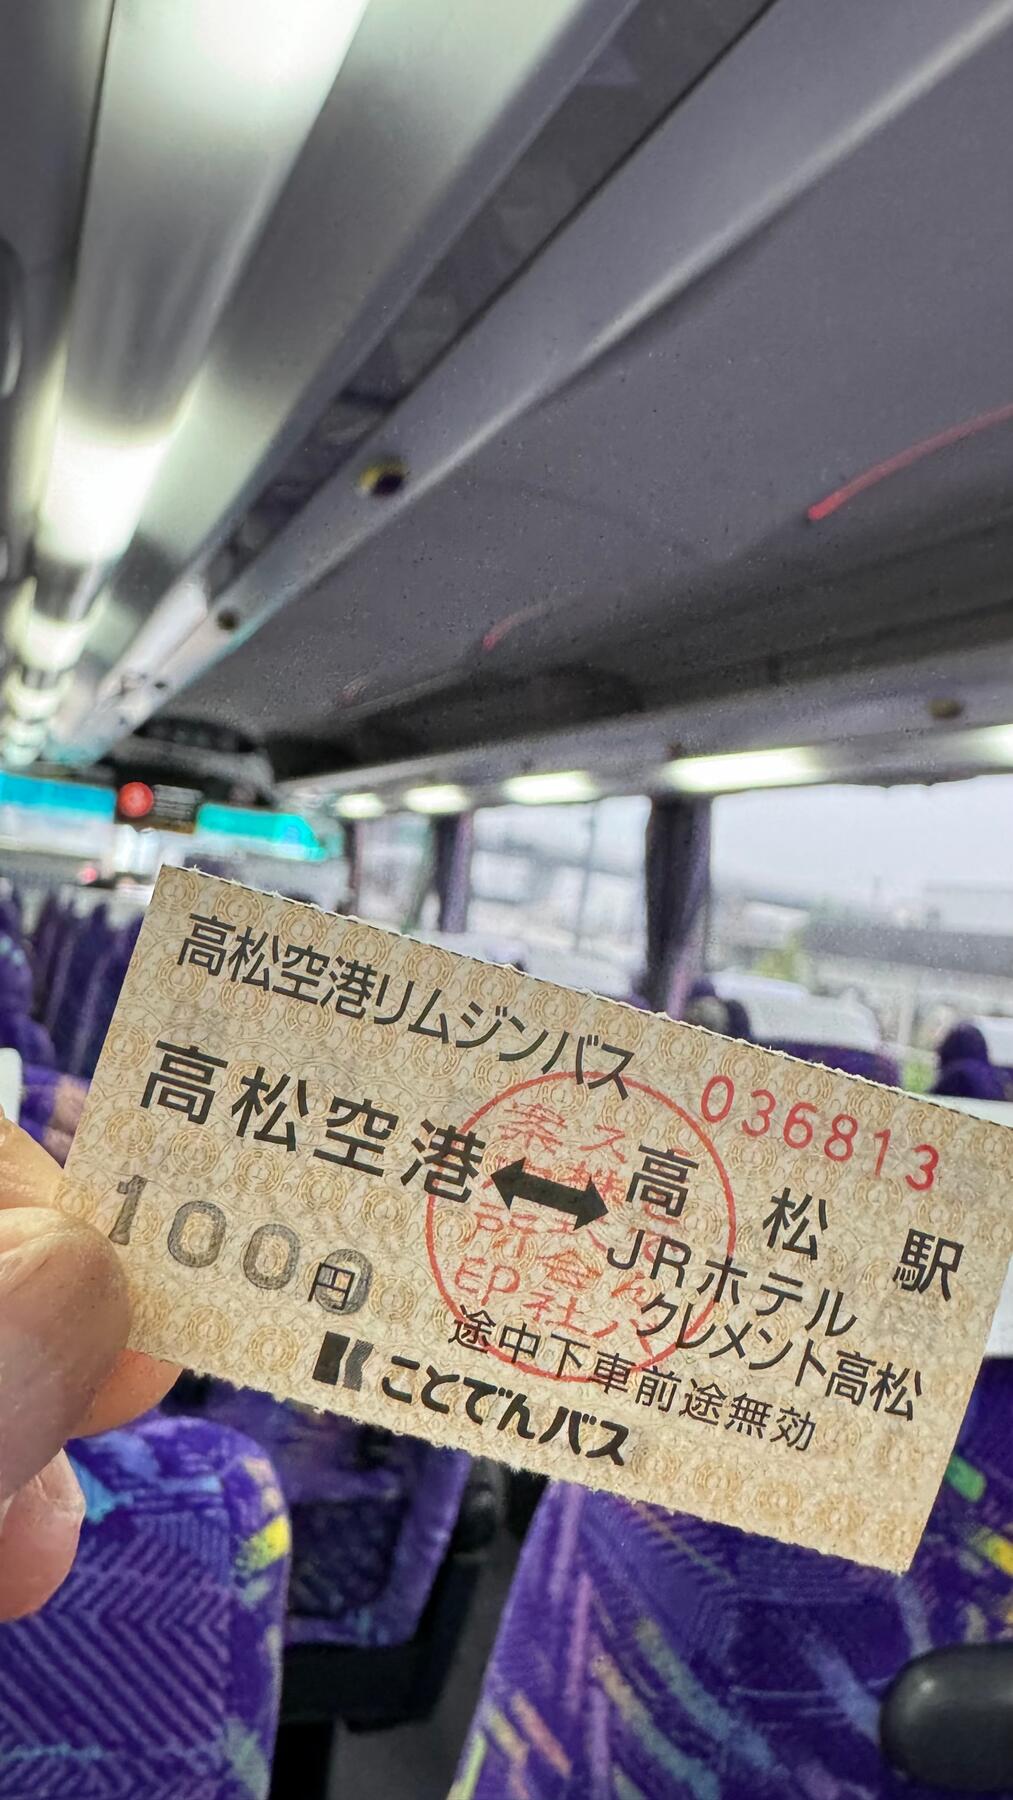 高松空港リムジンバス
036813
高松空港⟷高松駅
JRホテル
クレメント高松
1000円
途中下車前途無効
ことでんバス